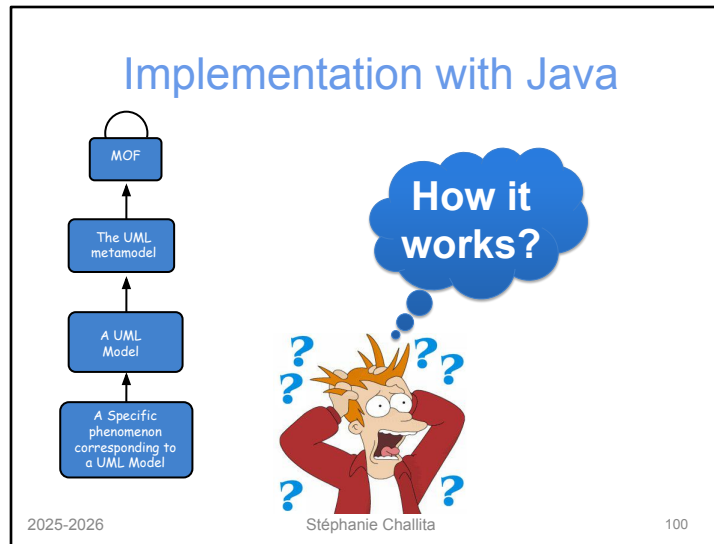 Implementation with Java
MOF
The UML
metamodel
A UML
Model
A Specific
phenomenon
corresponding to
a UML Model
How it
works?
?
?
?
?
?
?
2025-2026
Stéphanie Challita
100